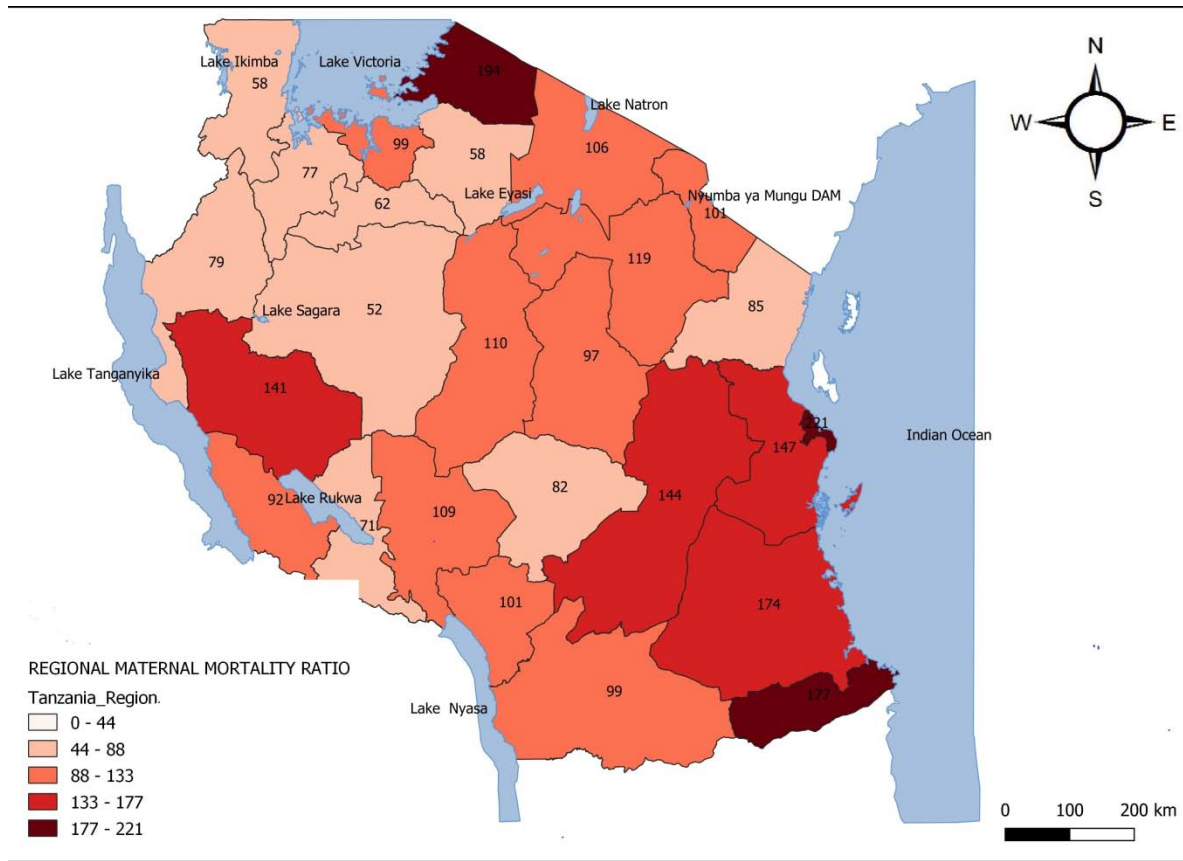 N
W E
S
Lake Ikimba
Lake Victoria
194
58
Lake Natron
99
58
106
77
Lake Eyasi
Nyumba ya Mungu DAM
62
101
79
119
Lake Sagara
52
85
110
97
Lake Tanganyika
141
221
Indian Ocean
147
82
92
Lake Rukwa
144
109
71
101
174
99
177
Lake Nyasa
REGIONAL MATERNAL MORTALITY RATIO
Tanzania_Region.
0 - 44
44 - 88
88 - 133
133 - 177
177 - 221
0 100 200 km